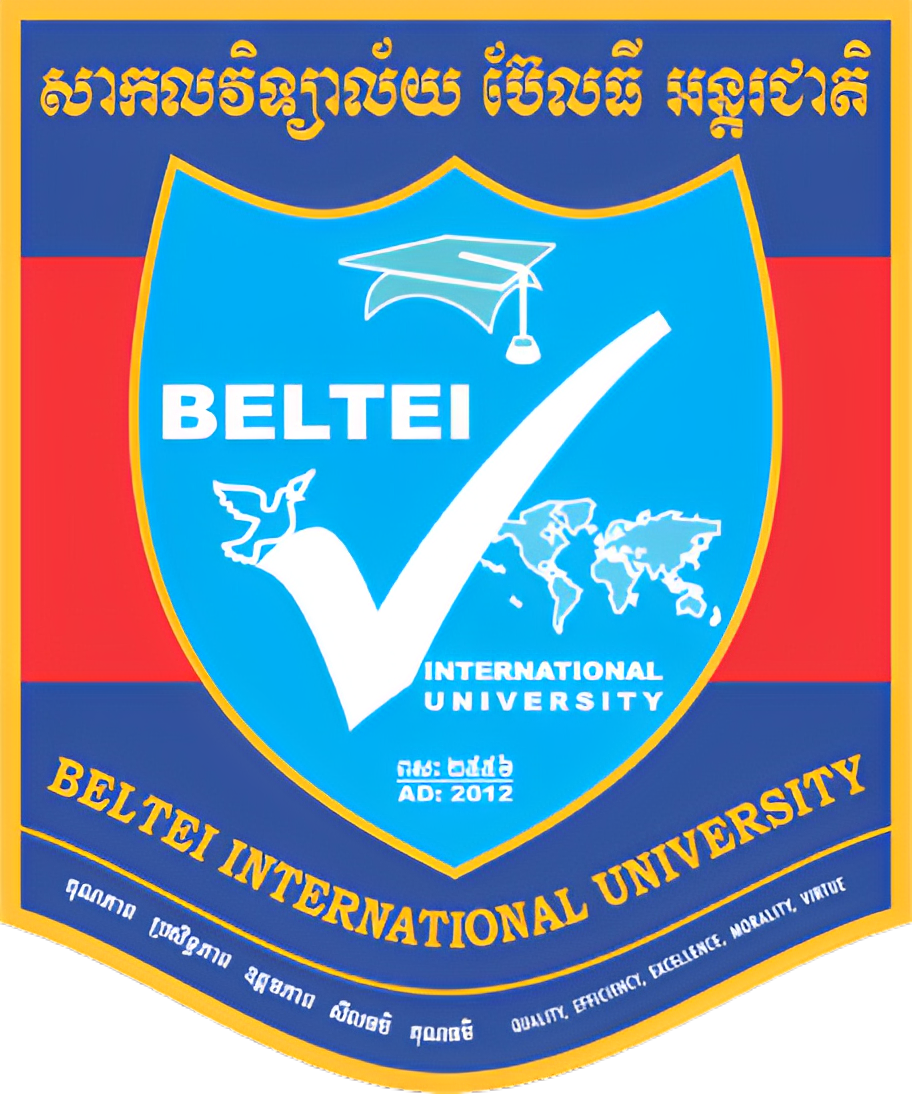 សាកលវិទ្យាល័យ ប៊ែលធី អន្តរជាតិ
BELTEI
INTERNATIONAL
UNIVERSITY
ពស: ២៥៥៦
AD: 2012
BELTEI INTERNATIONAL UNIVERSITY
គុណភាព ប្រសិទ្ធភាព ឧត្តមភាព សីលធម៌ គុណធម៌
QUALITY, EFFICIENCY, EXCELLENCE, MORALITY, VIRTUE